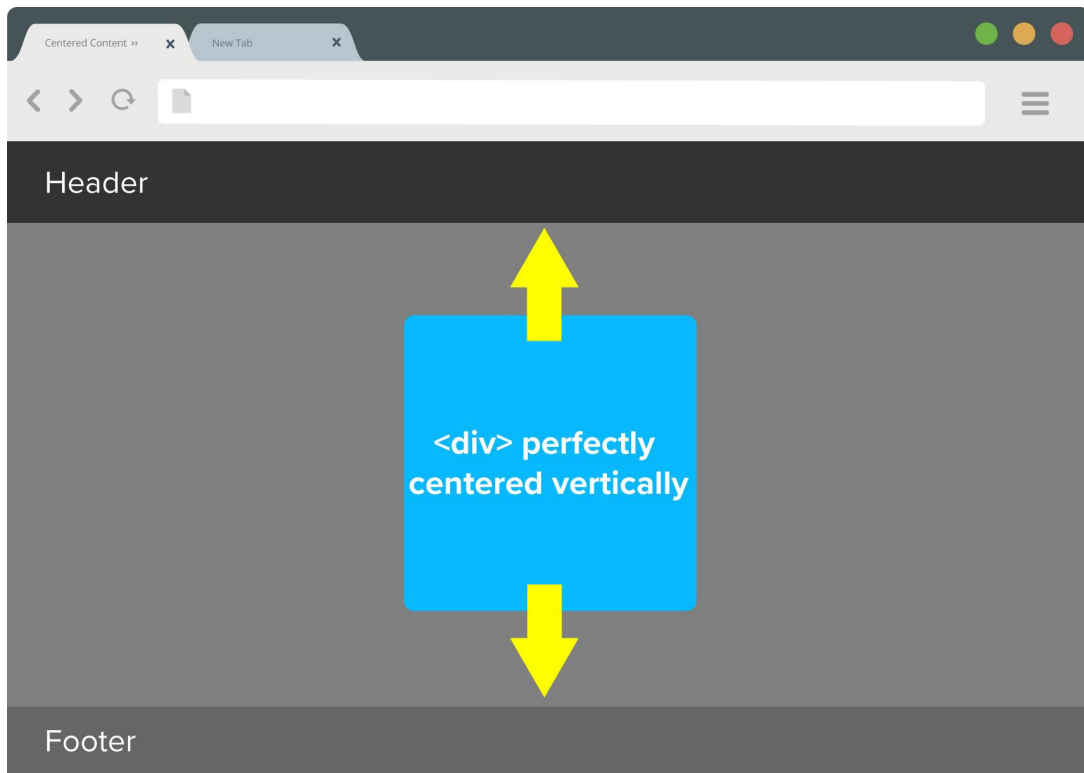 Centered Content ››
New Tab
Header
<div> perfectly
centered vertically
Footer